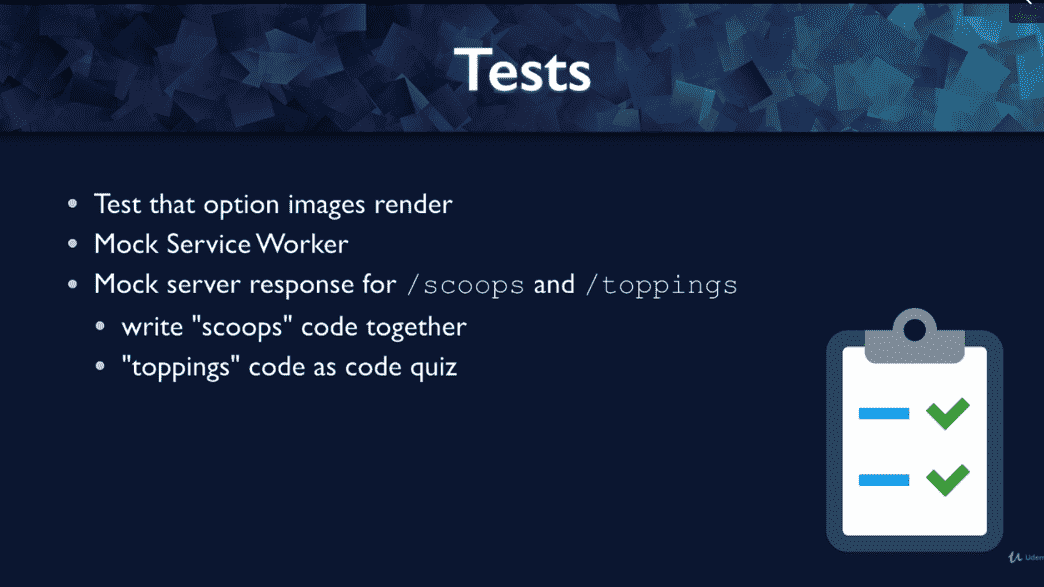 Tests
Test that option images render
Mock Service Worker
Mock server response for /scoops and /toppings
write "scoops" code together
"toppings" code as code quiz